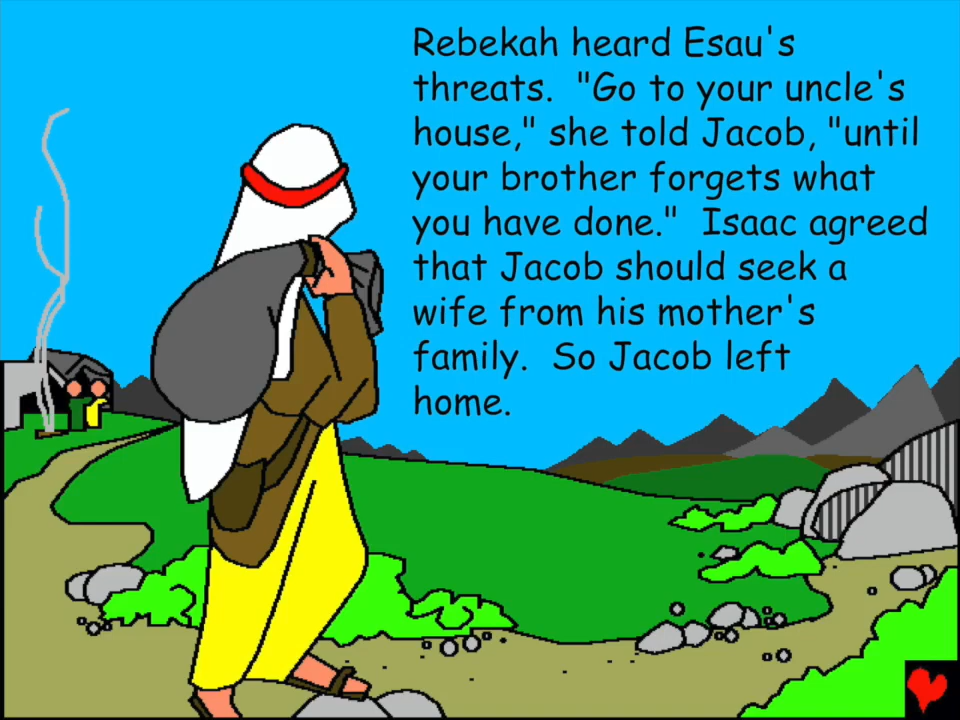 Rebekah heard Esau's
threats.  "Go to your uncle's
house," she told Jacob, "until
your brother forgets what
you have done."  Isaac agreed
that Jacob should seek a
wife from his mother's
family.  So Jacob left
home.